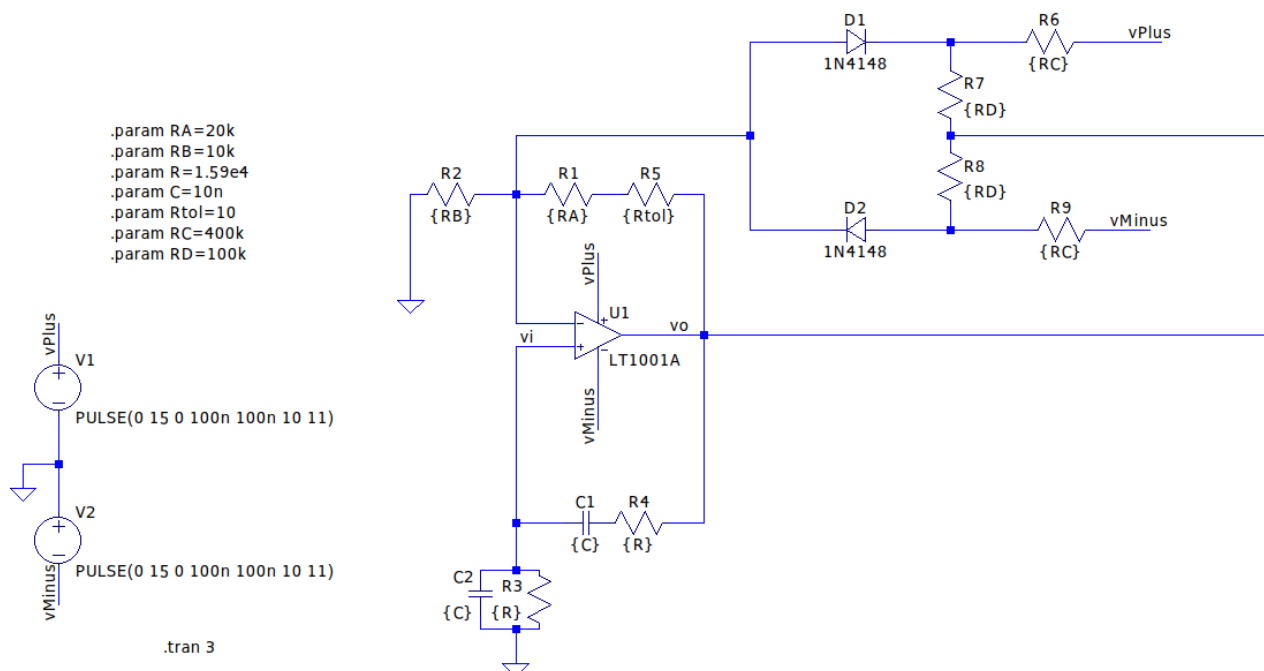 D1
1N4148
R6
{RC}
vPlus
R7
{RD}
.param RA=20k
.param RB=10k
.param R=1.59e4
.param C=10n
.param Rtol=10
.param RC=400k
.param RD=100k
R2
{RB}
R1
{RA}
R5
{Rtol}
R8
{RD}
D2
1N4148
R9
{RC}
vMinus
vPlus
U1
vi
vo
LT1001A
vMinus
vPlus
V1
PULSE(0 15 0 100n 100n 10 11)
C1
{C}
R4
{R}
V2
PULSE(0 15 0 100n 100n 10 11)
vMinus
C2
{C}
R3
{R}
.tran 3